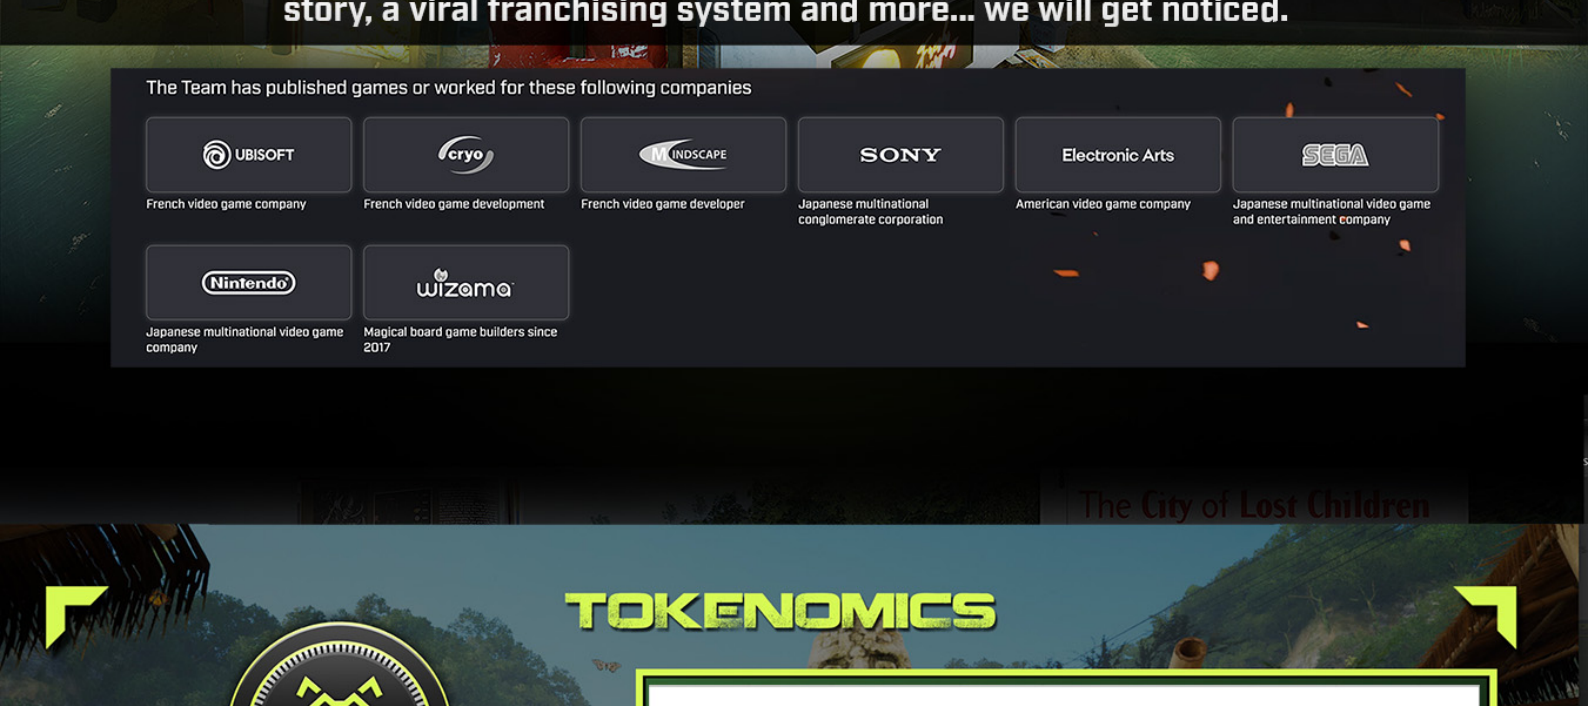 story, a viral franchising system and more... we will get noticed.
The Team has published games or worked for these following companies
UBISOFT
cryo
MINDSCAPE
SONY
Electronic Arts
SEGA
French video game company
French video game development
French video game developer
Japanese multinational
conglomerate corporation
American video game company
Japanese multinational video game
and entertainment company
Nintendo
wizama
Japanese multinational video game
company
Magical board game builders since
2017
The City of Lost Children
TOKENOMICS